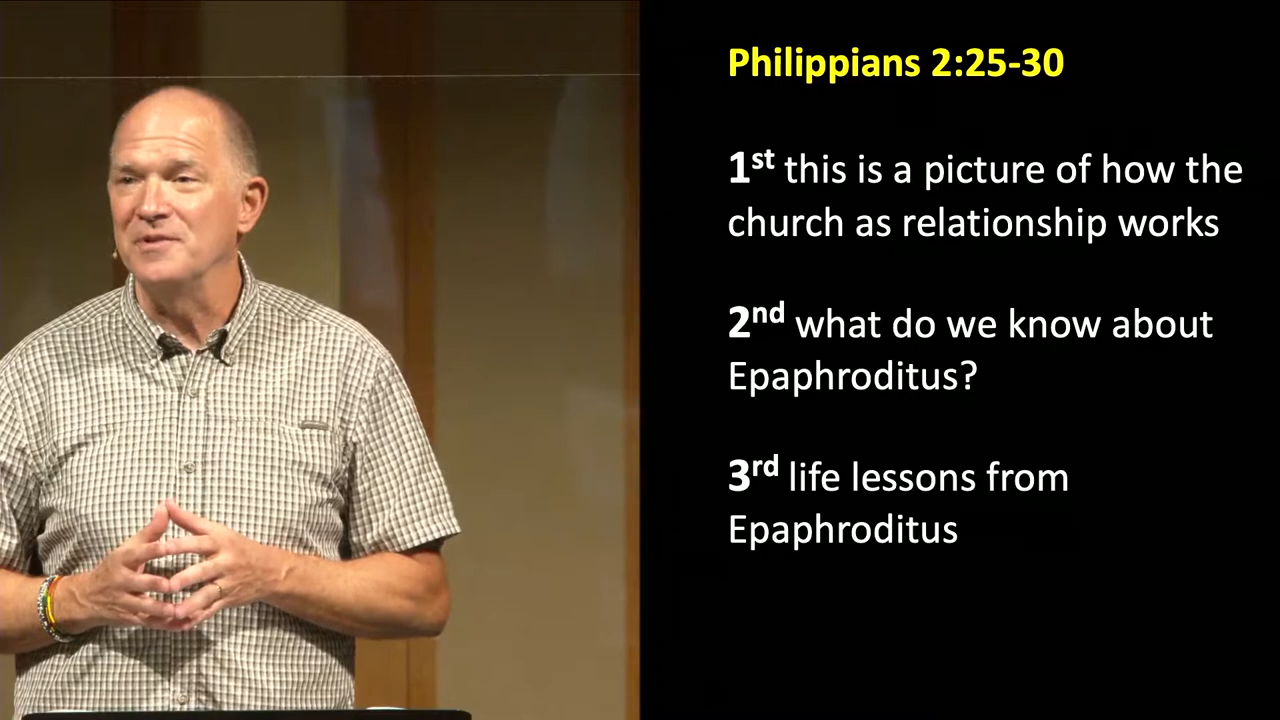 Philippians 2:25-30
1st this is a picture of how the
church as relationship works
2nd what do we know about
Epaphroditus?
3rd life lessons from
Epaphroditus